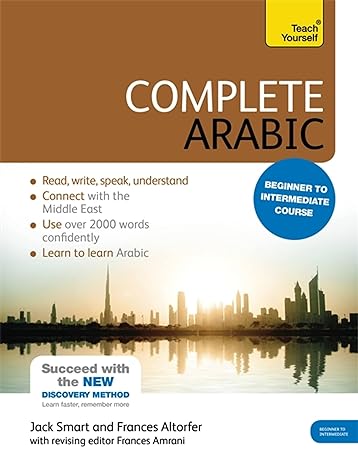 Teach
Yourself
COMPLETE
ARABIC
BEGINNER TO
INTERMEDIATE
COURSE
• Read, write, speak, understand
• Connect with the
Middle East
• Use over 2000 words
confidently
• Learn to learn Arabic
Succeed with
the NEW
DISCOVERY METHOD
Learn faster, remember more
Jack Smart and Frances Altorfer
with revising editor Frances Amrani
BEGINNER TO
INTERMEDIATE